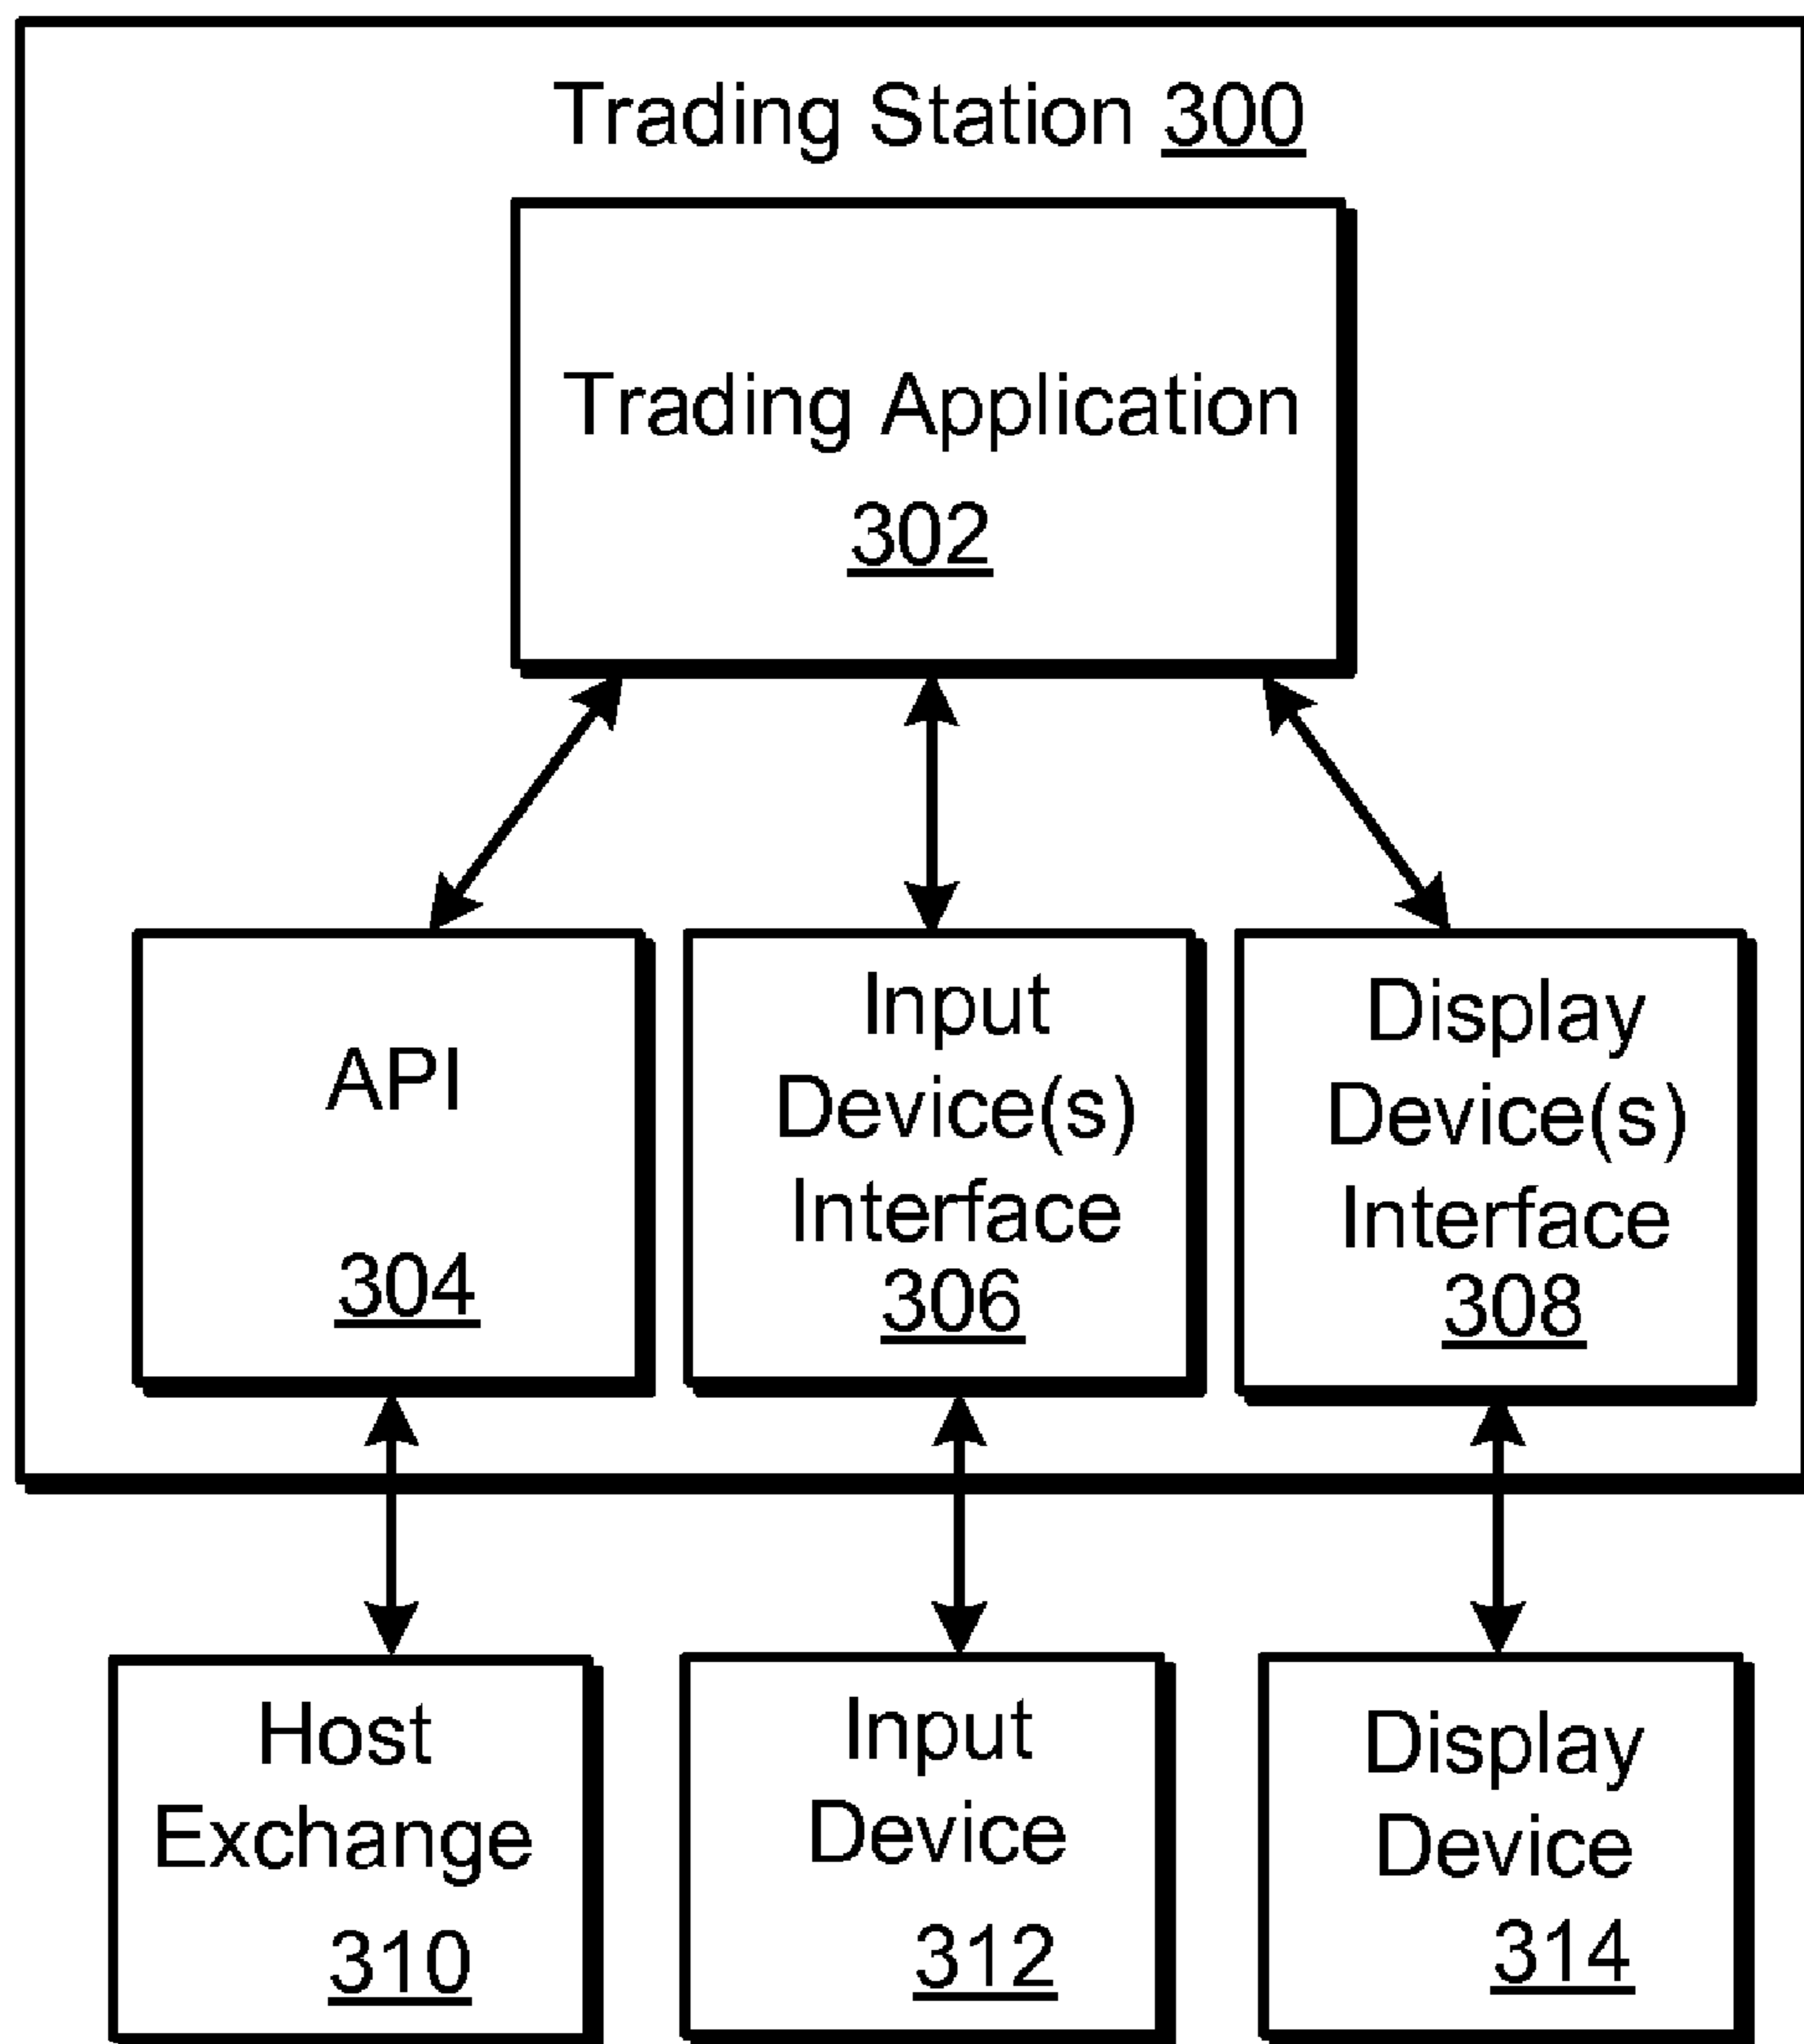 Trading Station 300
Trading Application
302
API
304
Input
Device(s)
Interface
306
Display
Device(s)
Interface
308
Host
Exchange
310
Input
Device
312
Display
Device
314